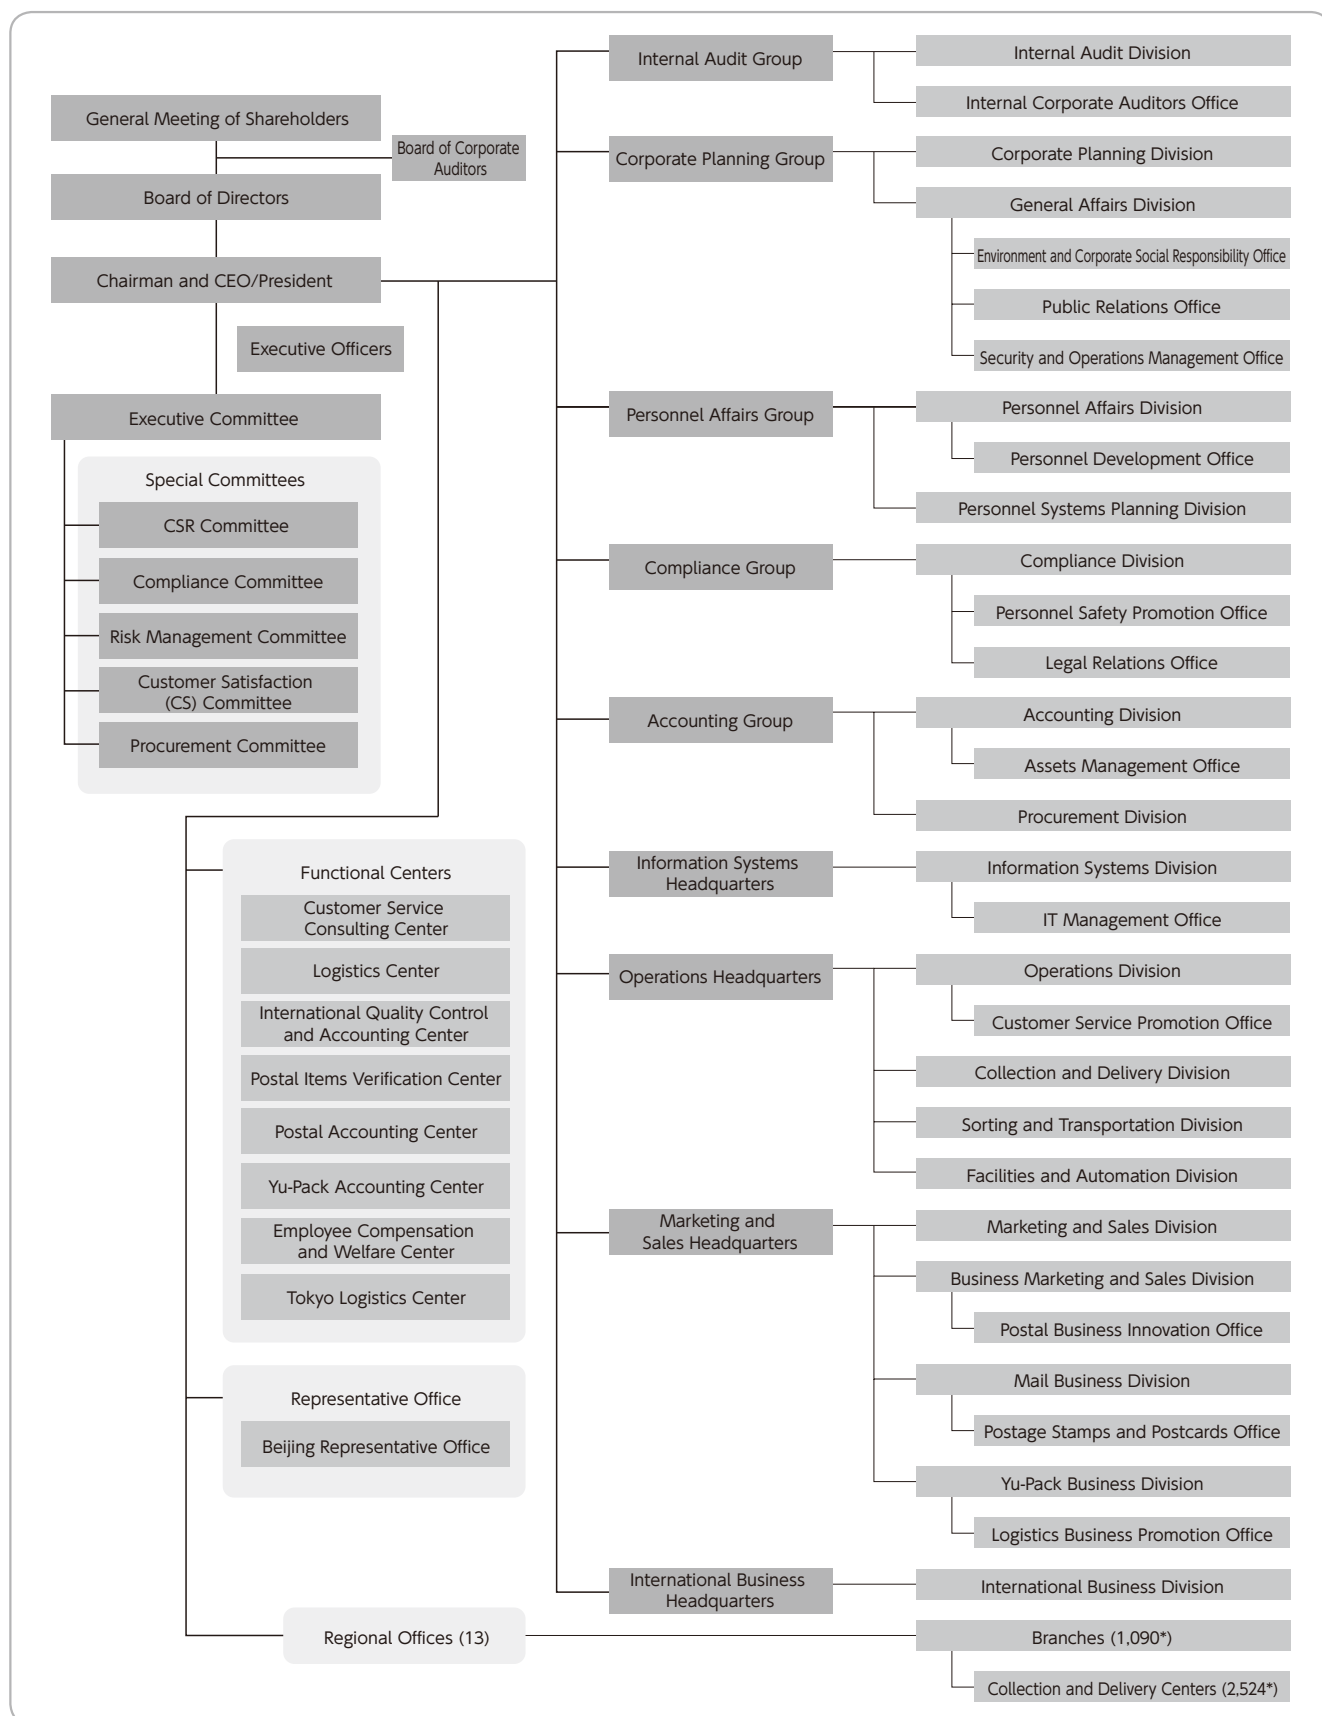 General Meeting of Shareholders
Board of Corporate
Auditors
Board of Directors
Chairman and CEO/President
Executive Officers
Executive Committee
Special Committees
CSR Committee
Compliance Committee
Risk Management Committee
Customer Satisfaction
(CS) Committee
Procurement Committee
Functional Centers
Customer Service
Consulting Center
Logistics Center
International Quality Control
and Accounting Center
Postal Items Verification Center
Postal Accounting Center
Yu-Pack Accounting Center
Employee Compensation
and Welfare Center
Tokyo Logistics Center
Representative Office
Beijing Representative Office
Regional Offices (13)
Internal Audit Group
Internal Audit Division
Internal Corporate Auditors Office
Corporate Planning Group
Corporate Planning Division
General Affairs Division
Environment and Corporate Social Responsibility Office
Public Relations Office
Security and Operations Management Office
Personnel Affairs Group
Personnel Affairs Division
Personnel Development Office
Personnel Systems Planning Division
Compliance Group
Compliance Division
Personnel Safety Promotion Office
Legal Relations Office
Accounting Group
Accounting Division
Assets Management Office
Procurement Division
Information Systems
Headquarters
Information Systems Division
IT Management Office
Operations Headquarters
Operations Division
Customer Service Promotion Office
Collection and Delivery Division
Sorting and Transportation Division
Facilities and Automation Division
Marketing and
Sales Headquarters
Marketing and Sales Division
Business Marketing and Sales Division
Postal Business Innovation Office
Mail Business Division
Postage Stamps and Postcards Office
Yu-Pack Business Division
Logistics Business Promotion Office
International Business
Headquarters
International Business Division
Branches (1,090*)
Collection and Delivery Centers (2,524*)